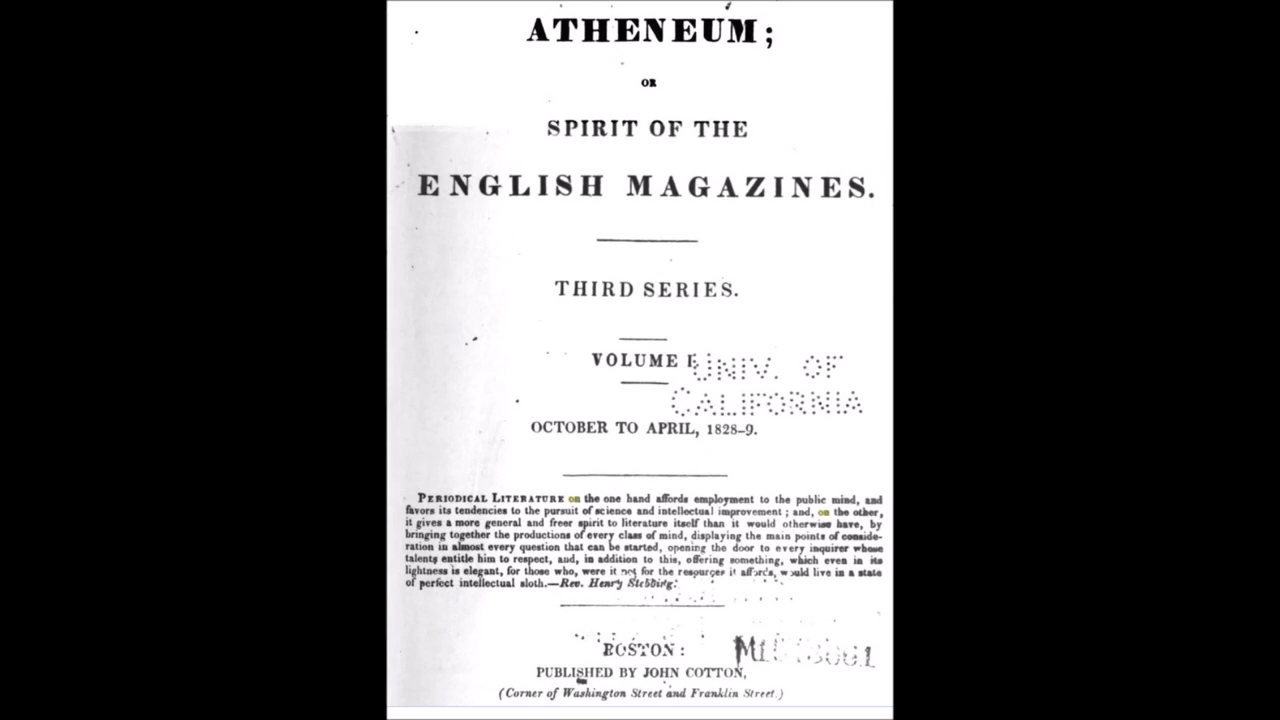 ATHENEUM;
OR
SPIRIT OF THE
ENGLISH MAGAZINES.
THIRD SERIES.
VOLUME I.
UNIV. OF
CALIFORNIA
OCTOBER TO APRIL, 1828-9.
PERIODICAL LITERATURE on the one hand affords employment to the public mind, and
favors its tendencies to the pursuit of science and intellectual improvement; and, on the other,
it gives a more general and freer spirit to literature itself than it would otherwise have, by
bringing together the productions of every class of mind, displaying the main points of conside-
ration in almost every question that can be started, opening the door to every inquirer whose
talents entitle him to respect, and, in addition to this, offering something, which even in its
lightness is elegant, for those who, were it not for the resources it affords, would live in a state
of perfect intellectual sloth.—Rev. Henry Stebbing.
BOSTON:
PUBLISHED BY JOHN COTTON,
(Corner of Washington Street and Franklin Street.)